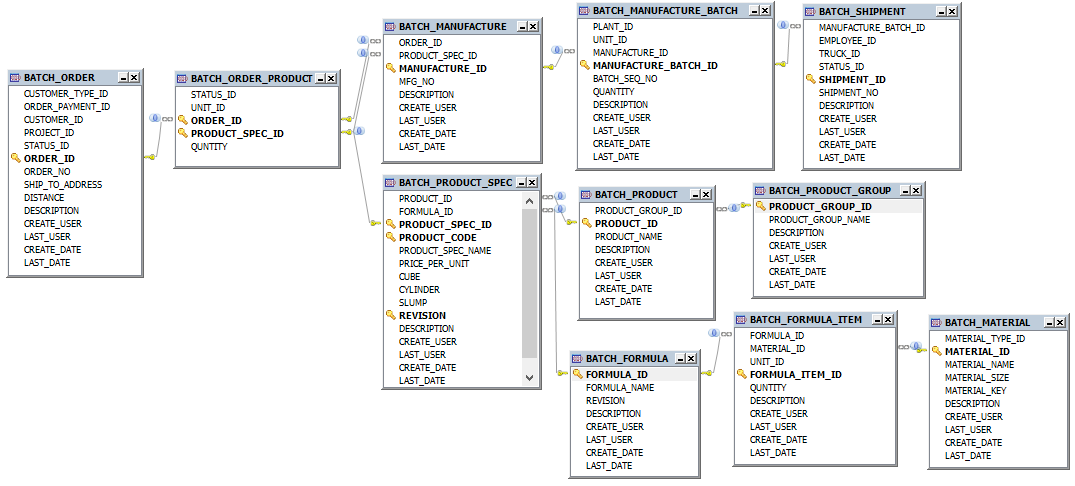 BATCH_ORDER
CUSTOMER_TYPE_ID
ORDER_PAYMENT_ID
CUSTOMER_ID
PROJECT_ID
STATUS_ID
ORDER_ID
ORDER_NO
SHIP_TO_ADDRESS
DISTANCE
DESCRIPTION
CREATE_USER
LAST_USER
CREATE_DATE
LAST_DATE
BATCH_ORDER_PRODUCT
STATUS_ID
UNIT_ID
ORDER_ID
PRODUCT_SPEC_ID
QUNTITY
BATCH_MANUFACTURE
ORDER_ID
PRODUCT_SPEC_ID
MANUFACTURE_ID
MFG_NO
DESCRIPTION
CREATE_USER
LAST_USER
CREATE_DATE
LAST_DATE
BATCH_MANUFACTURE_BATCH
PLANT_ID
UNIT_ID
MANUFACTURE_ID
MANUFACTURE_BATCH_ID
BATCH_SEQ_NO
QUANTITY
DESCRIPTION
CREATE_USER
LAST_USER
CREATE_DATE
LAST_DATE
BATCH_SHIPMENT
MANUFACTURE_BATCH_ID
EMPLOYEE_ID
TRUCK_ID
STATUS_ID
SHIPMENT_ID
SHIPMENT_NO
DESCRIPTION
CREATE_USER
LAST_USER
CREATE_DATE
LAST_DATE
BATCH_PRODUCT_SPEC
PRODUCT_ID
FORMULA_ID
PRODUCT_SPEC_ID
PRODUCT_CODE
PRODUCT_SPEC_NAME
PRICE_PER_UNIT
CUBE
CYLINDER
SLUMP
REVISION
DESCRIPTION
CREATE_USER
LAST_USER
CREATE_DATE
LAST_DATE
BATCH_PRODUCT
PRODUCT_GROUP_ID
PRODUCT_ID
PRODUCT_NAME
DESCRIPTION
CREATE_USER
LAST_USER
CREATE_DATE
LAST_DATE
BATCH_PRODUCT_GROUP
PRODUCT_GROUP_ID
PRODUCT_GROUP_NAME
DESCRIPTION
CREATE_USER
LAST_USER
CREATE_DATE
LAST_DATE
BATCH_FORMULA
FORMULA_ID
FORMULA_NAME
REVISION
DESCRIPTION
CREATE_USER
LAST_USER
CREATE_DATE
LAST_DATE
BATCH_FORMULA_ITEM
FORMULA_ID
MATERIAL_ID
UNIT_ID
FORMULA_ITEM_ID
QUNTITY
DESCRIPTION
CREATE_USER
LAST_USER
CREATE_DATE
LAST_DATE
BATCH_MATERIAL
MATERIAL_TYPE_ID
MATERIAL_ID
MATERIAL_NAME
MATERIAL_SIZE
MATERIAL_KEY
DESCRIPTION
CREATE_USER
LAST_USER
CREATE_DATE
LAST_DATE